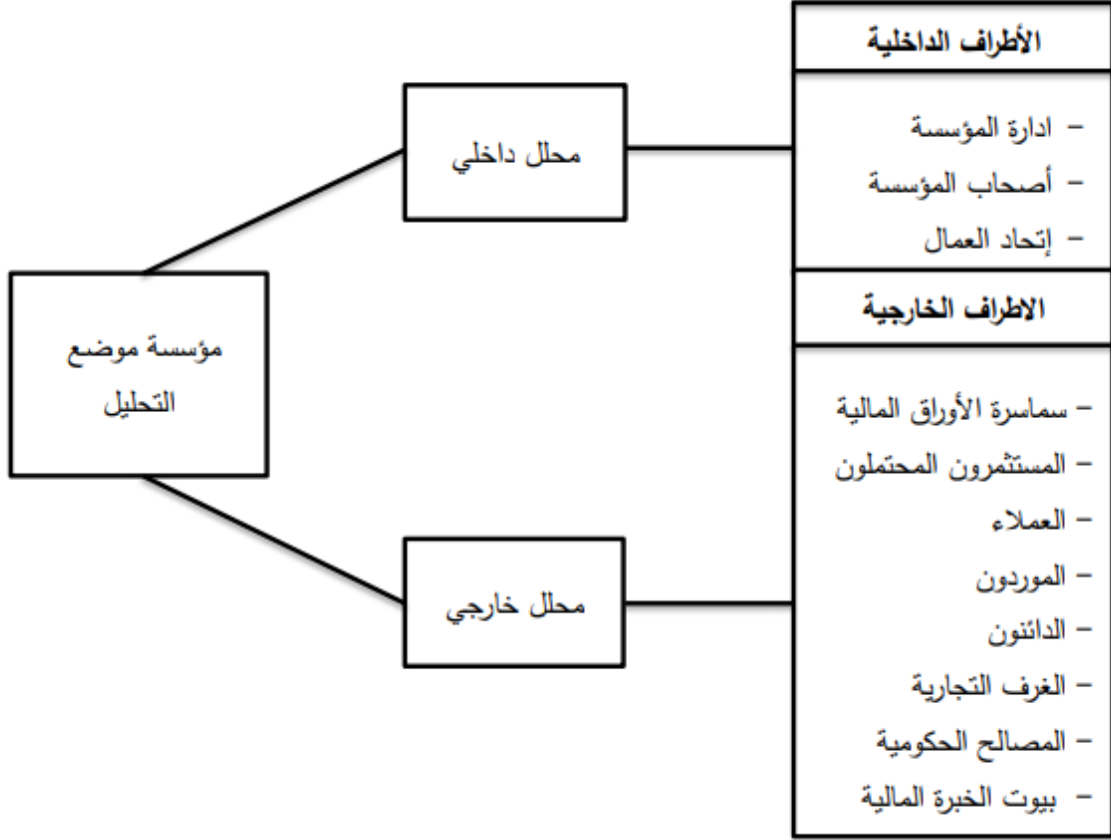 الأطراف الداخلية
- ادارة المؤسسة
- أصحاب المؤسسة
- إتحاد العمال
الاطراف الخارجية
- سماسرة الأوراق المالية
- المستثمرون المحتملون
- العملاء
- الموردون
- الدائنون
- الغرف التجارية
- المصالح الحكومية
- بيوت الخبرة المالية
محلل داخلي
محلل خارجي
مؤسسة موضع
التحليل